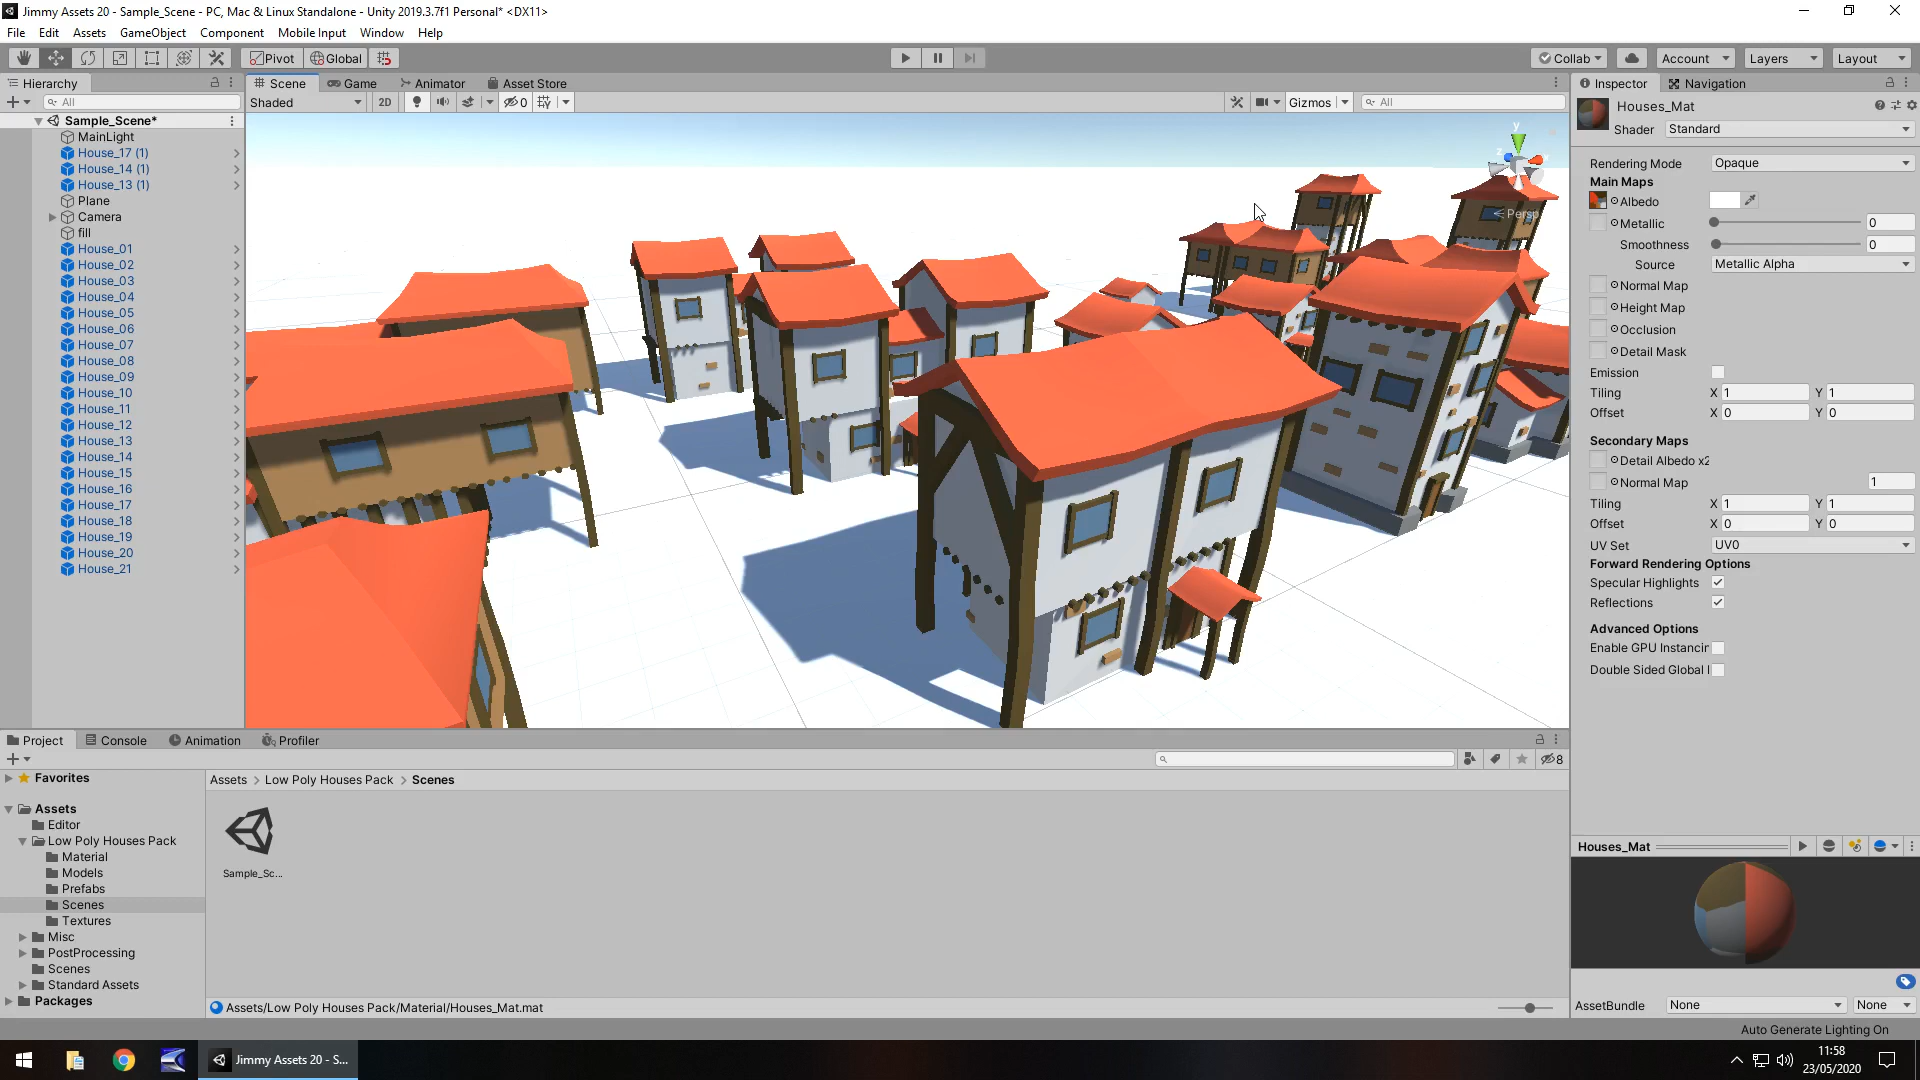 Jimmy Assets 20 - Sample_Scene - PC, Mac & Linux Standalone - Unity 2019.3.7f1 Personal* <DX11>
File Edit Assets GameObject Component Mobile Input Window Help
Pivot Global Collab Account Layers Layout
Hierarchy
All
Sample_Scene*
MainLight
House_17 (1)
House_14 (1)
House_13 (1)
Plane
Camera
fill
House_01
House_02
House_03
House_04
House_05
House_06
House_07
House_08
House_09
House_10
House_11
House_12
House_13
House_14
House_15
House_16
House_17
House_18
House_19
House_20
House_21
Scene Game Animator Asset Store
Shaded 2D 0 Gizmos All
y
x
z
Persp
Inspector Navigation
Houses_Mat
Shader Standard
Rendering Mode Opaque
Main Maps
Albedo
Metallic 0
Smoothness 0
Source Metallic Alpha
Normal Map
Height Map
Occlusion
Detail Mask
Emission
Tiling X 1 Y 1
Offset X 0 Y 0
Secondary Maps
Detail Albedo x2
Normal Map 1
Tiling X 1 Y 1
Offset X 0 Y 0
UV Set UV0
Forward Rendering Options
Specular Highlights
Reflections
Advanced Options
Enable GPU Instancin
Double Sided Global I
Houses_Mat
AssetBundle None None
Project Console Animation Profiler
8
Favorites
Assets
Editor
Low Poly Houses Pack
Material
Models
Prefabs
Scenes
Textures
Misc
PostProcessing
Scenes
Standard Assets
Packages
Assets > Low Poly Houses Pack > Scenes
Sample_Sc...
Assets/Low Poly Houses Pack/Material/Houses_Mat.mat
Auto Generate Lighting On
Jimmy Assets 20 - S...
11:58
23/05/2020